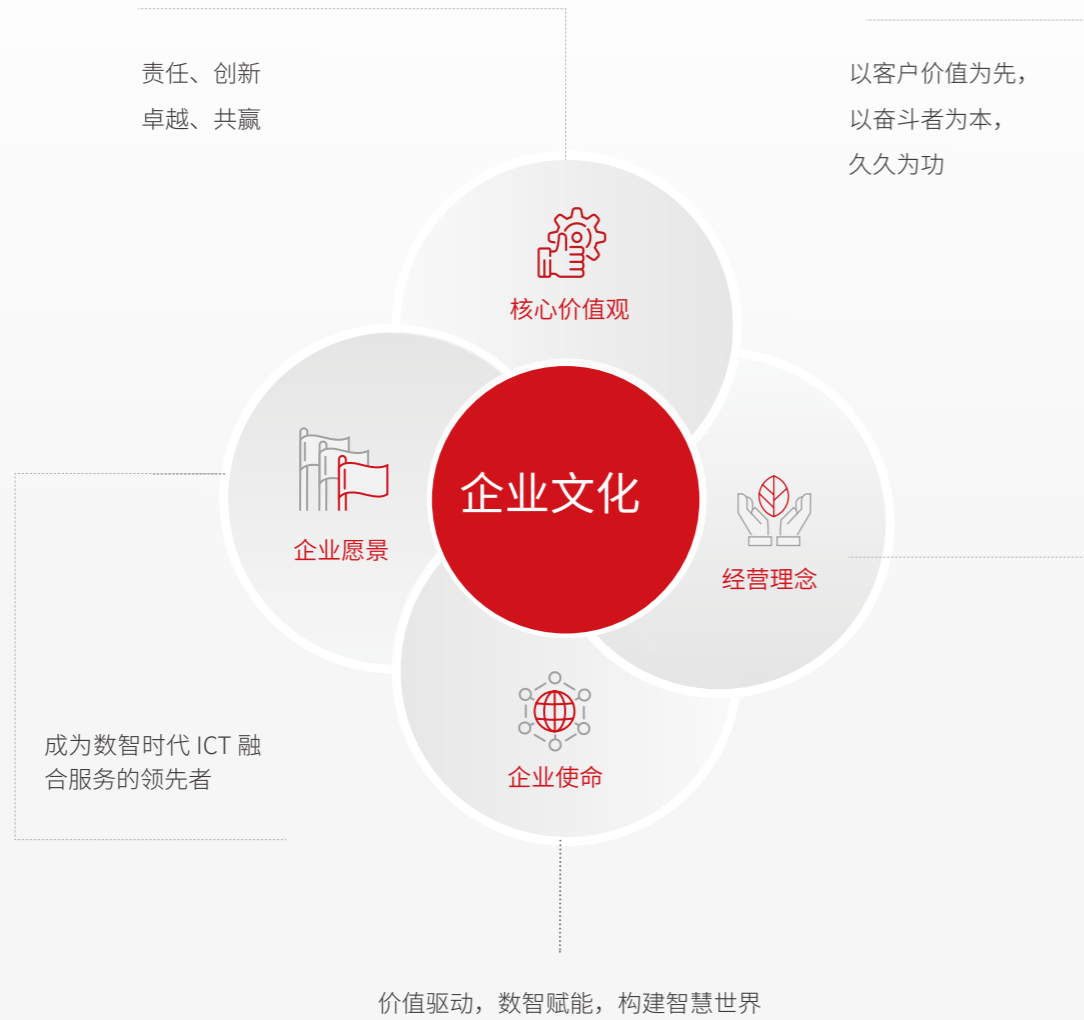 责任、创新
卓越、共赢
以客户价值为先，
以奋斗者为本，
久久为功
核心价值观
企业文化
企业愿景
经营理念
成为数智时代 ICT 融
合服务的领先者
企业使命
价值驱动，数智赋能，构建智慧世界